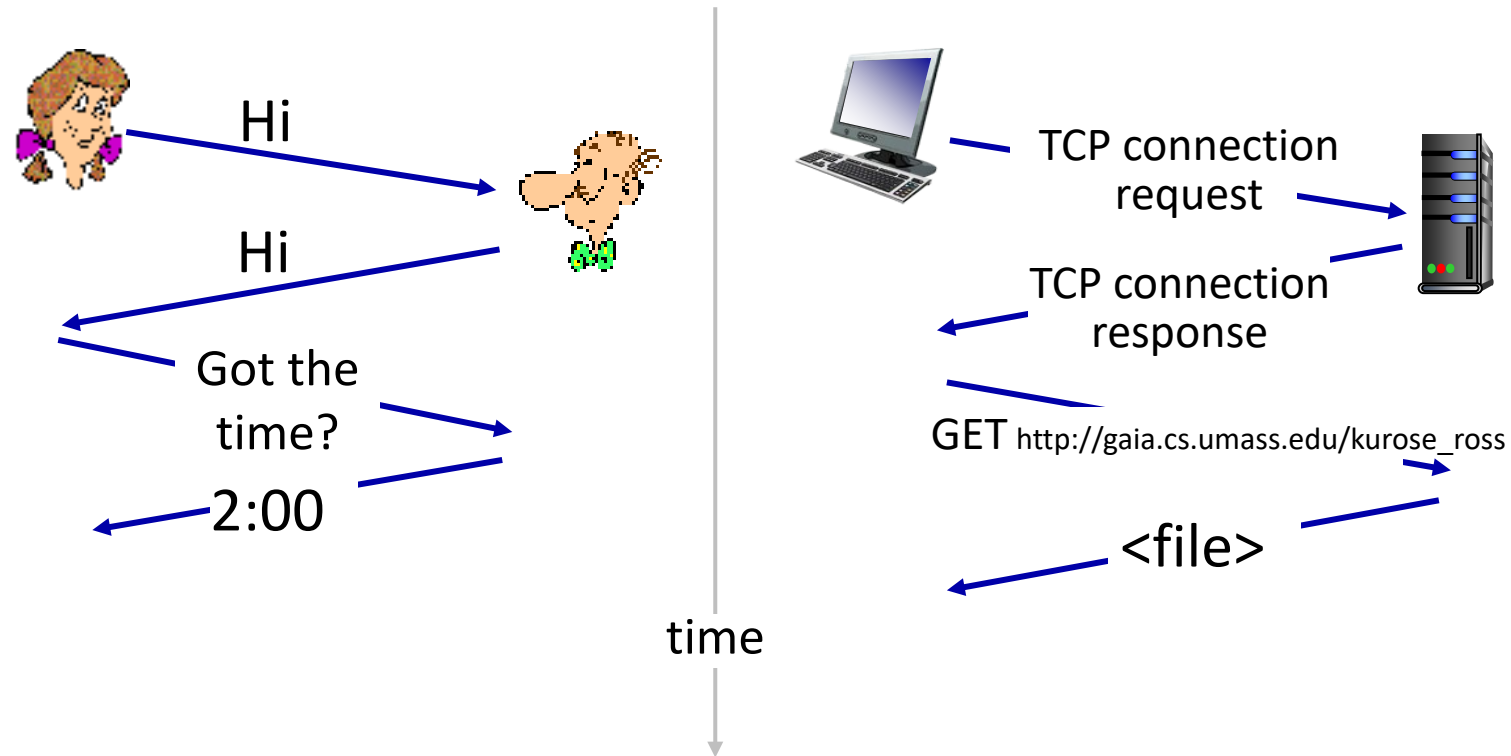 Hi
Hi
Got the
time?
2:00
time
TCP connection
request
TCP connection
response
GET http://gaia.cs.umass.edu/kurose_ross
<file>